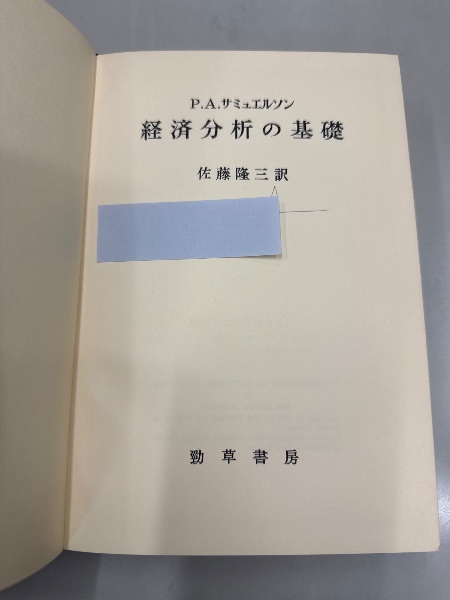 P.A.サミュエルソン
経済分析の基礎
佐藤隆三訳
勁草書房